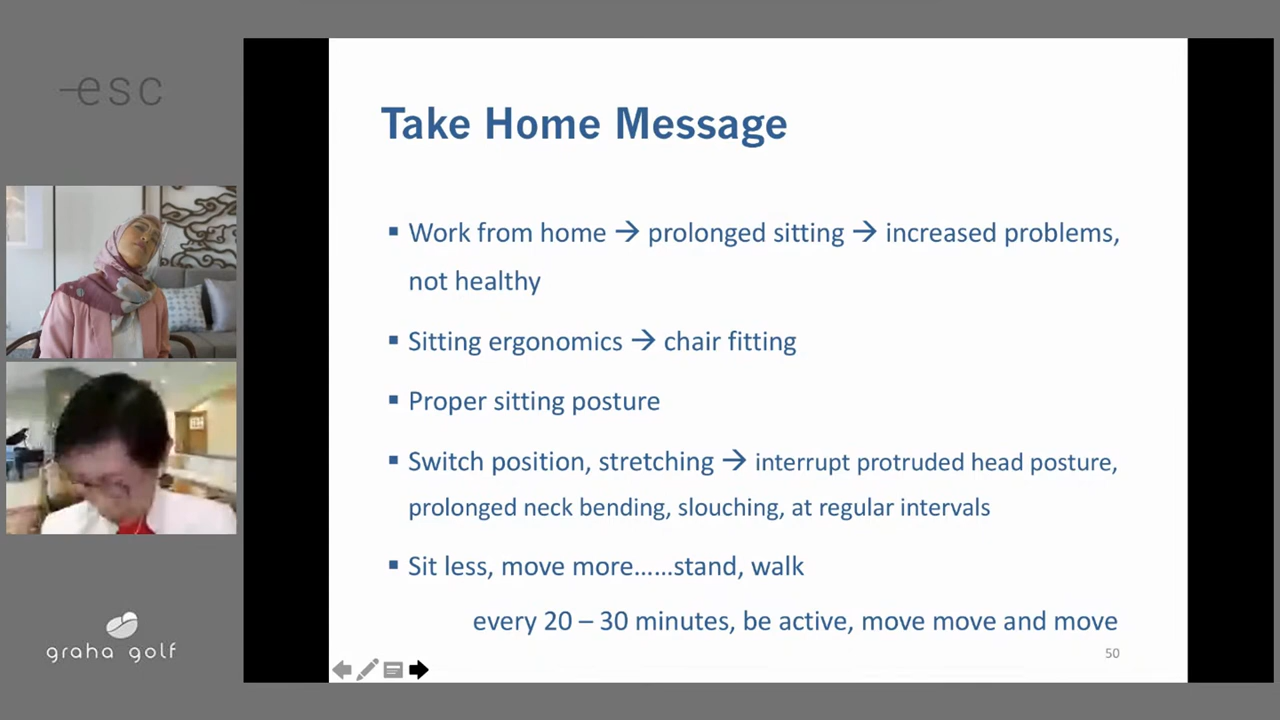 esc
Take Home Message
▪ Work from home → prolonged sitting → increased problems,
not healthy
▪ Sitting ergonomics → chair fitting
▪ Proper sitting posture
▪ Switch position, stretching → interrupt protruded head posture,
prolonged neck bending, slouching, at regular intervals
▪ Sit less, move more......stand, walk
every 20 – 30 minutes, be active, move move and move
50
graha golf